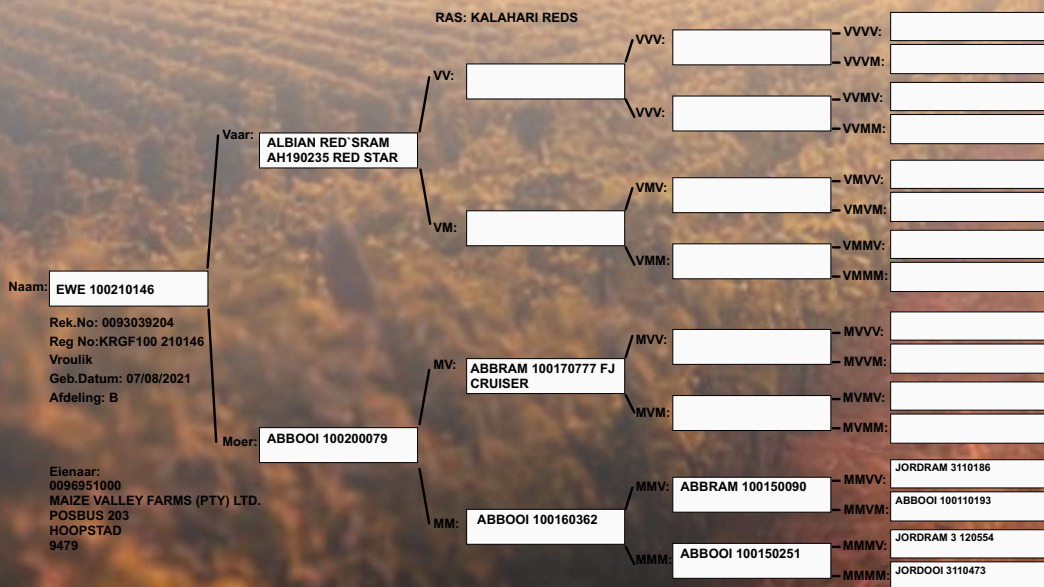 RAS: KALAHARI REDS
Naam:
EWE 100210146
Rek.No: 0093039204
Reg No:KRGF100 210146
Vroulik
Geb.Datum: 07/08/2021
Afdeling: B
Eienaar:
0096951000
MAIZE VALLEY FARMS (PTY) LTD.
POSBUS 203
HOOPSTAD
9479
Vaar:
ALBIAN RED`SRAM
AH190235 RED STAR
Moer:
ABBOOI 100200079
VV:
VM:
MV:
ABBRAM 100170777 FJ
CRUISER
MM:
ABBOOI 100160362
VVV:
VVV:
VMV:
VMM:
MVV:
MVM:
MMV:
ABBRAM 100150090
MMM:
ABBOOI 100150251
VVVV:
VVVM:
VVMV:
VVMM:
VMVV:
VMVM:
VMMV:
VMMM:
MVVV:
MVVM:
MVMV:
MVMM:
MMVV:
JORDRAM 3110186
MMVM:
ABBOOI 100110193
MMMV:
JORDRAM 3 120554
MMMM:
JORDOOI 3110473